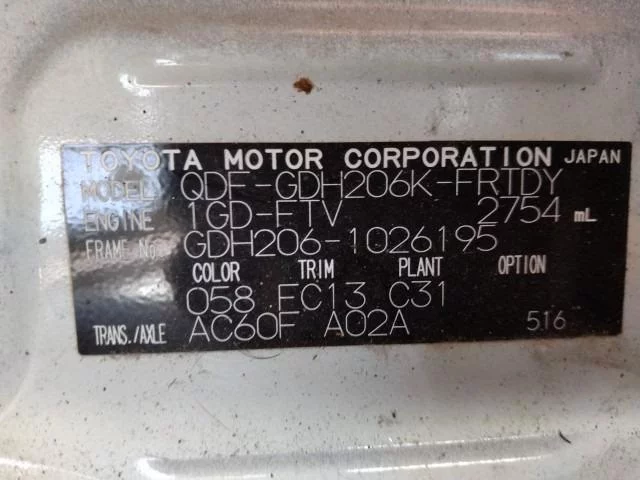 TOYOTA MOTOR CORPORATION JAPAN
MODEL QDF-GDH206K-FRTDY
ENGINE 1GD-FTV 2754 mL
FRAME No. GDH206-1026195
COLOR TRIM PLANT OPTION
058 FC13 C31
TRANS./AXLE AC60F A02A 516